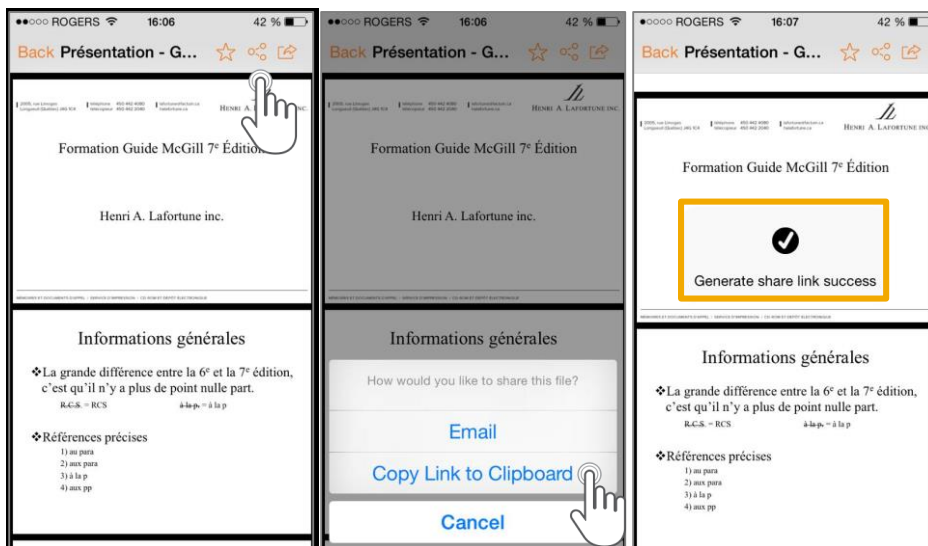 ROGERS 16:06 42 %
Back Présentation - G...
HENRI A. L
INC.
Formation Guide McGill 7e Édition
Henri A. Lafortune inc.
Informations générales
❖La grande différence entre la 6e et la 7e édition,
c'est qu'il n'y a plus de point nulle part.
R.C.S. = RCS à la p. = à la p
❖Références précises
1) au para
2) aux para
3) à la p
4) aux pp
ROGERS 16:06 42 %
Back Présentation - G...
HENRI A. LAFORTUNE INC.
Formation Guide McGill 7e Édition
Henri A. Lafortune inc.
Informations générales
How would you like to share this file?
Email
Copy Link to Clipboard
Cancel
ROGERS 16:07 42 %
Back Présentation - G...
HENRI A. LAFORTUNE INC
Formation Guide McGill 7e Édition
Generate share link success
Informations générales
❖La grande différence entre la 6e et la 7e édition,
c'est qu'il n'y a plus de point nulle part.
R.C.S. = RCS à la p. = à la p
❖Références précises
1) au para
2) aux para
3) à la p
4) aux pp